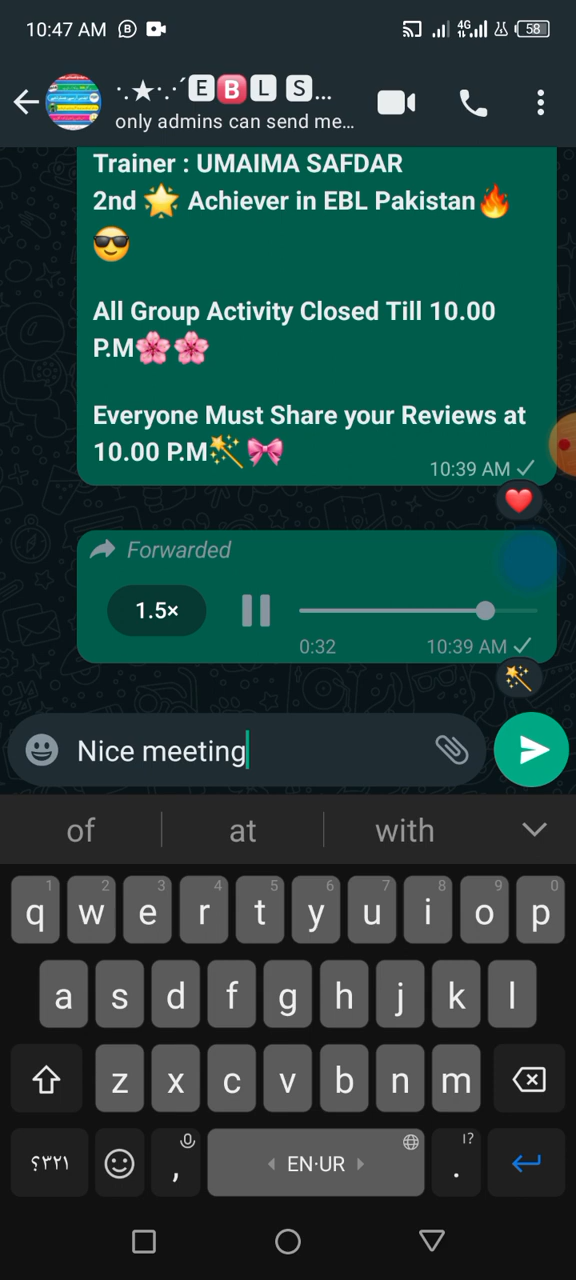 10:47 AM
4G
58
·.★·.·´🄴🅱🄻 🅂...
only admins can send me...
Trainer : UMAIMA SAFDAR
2nd 🌟 Achiever in EBL Pakistan🔥
😎
All Group Activity Closed Till 10.00
P.M🌸🌸
Everyone Must Share your Reviews at
10.00 P.M🪄🎀
10:39 AM
❤️
Forwarded
1.5×
0:32 10:39 AM
🪄
Nice meeting
of at with
1 2 3 4 5 6 7 8 9 0
q w e r t y u i o p
a s d f g h j k l
z x c v b n m
؟۳۲۱ , EN·UR . !?